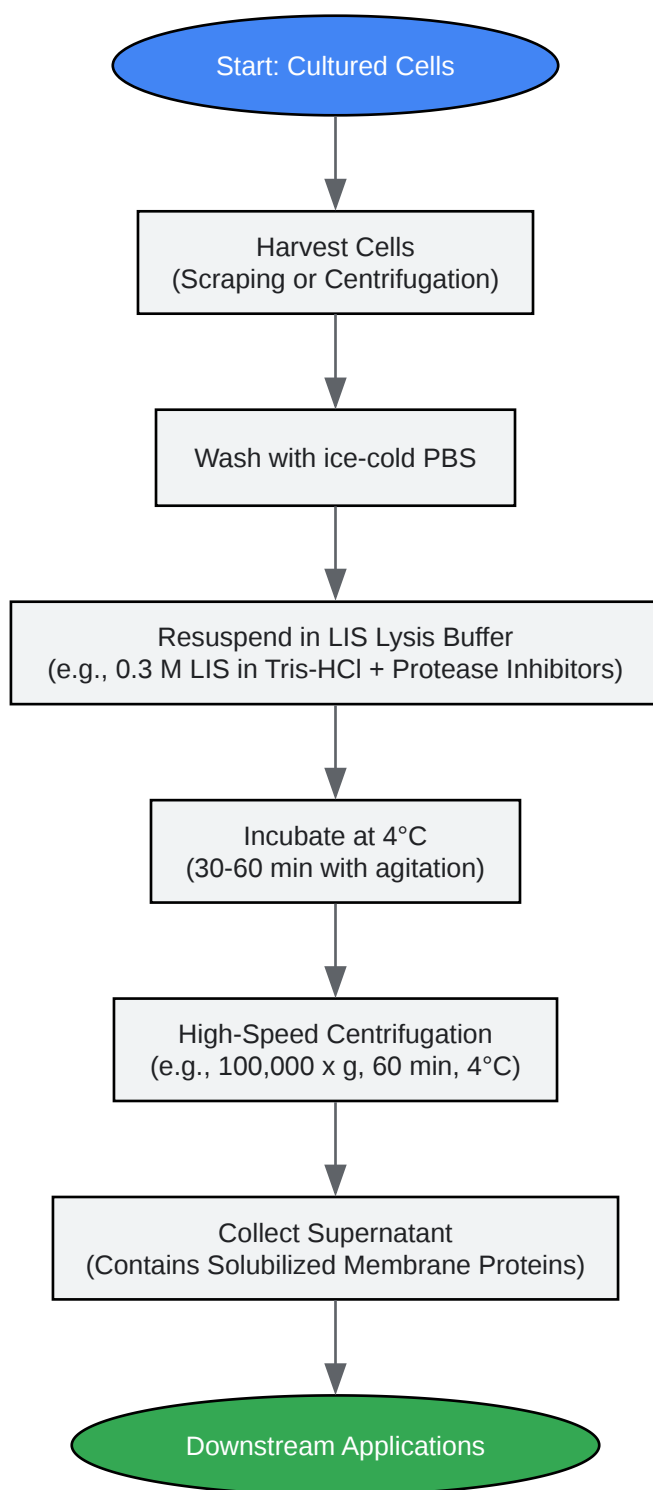 Start: Cultured Cells
Harvest Cells
(Scraping or Centrifugation)
Wash with ice-cold PBS
Resuspend in LIS Lysis Buffer
(e.g., 0.3 M LIS in Tris-HCl + Protease Inhibitors)
Incubate at 4°C
(30-60 min with agitation)
High-Speed Centrifugation
(e.g., 100,000 x g, 60 min, 4°C)
Collect Supernatant
(Contains Solubilized Membrane Proteins)
Downstream Applications